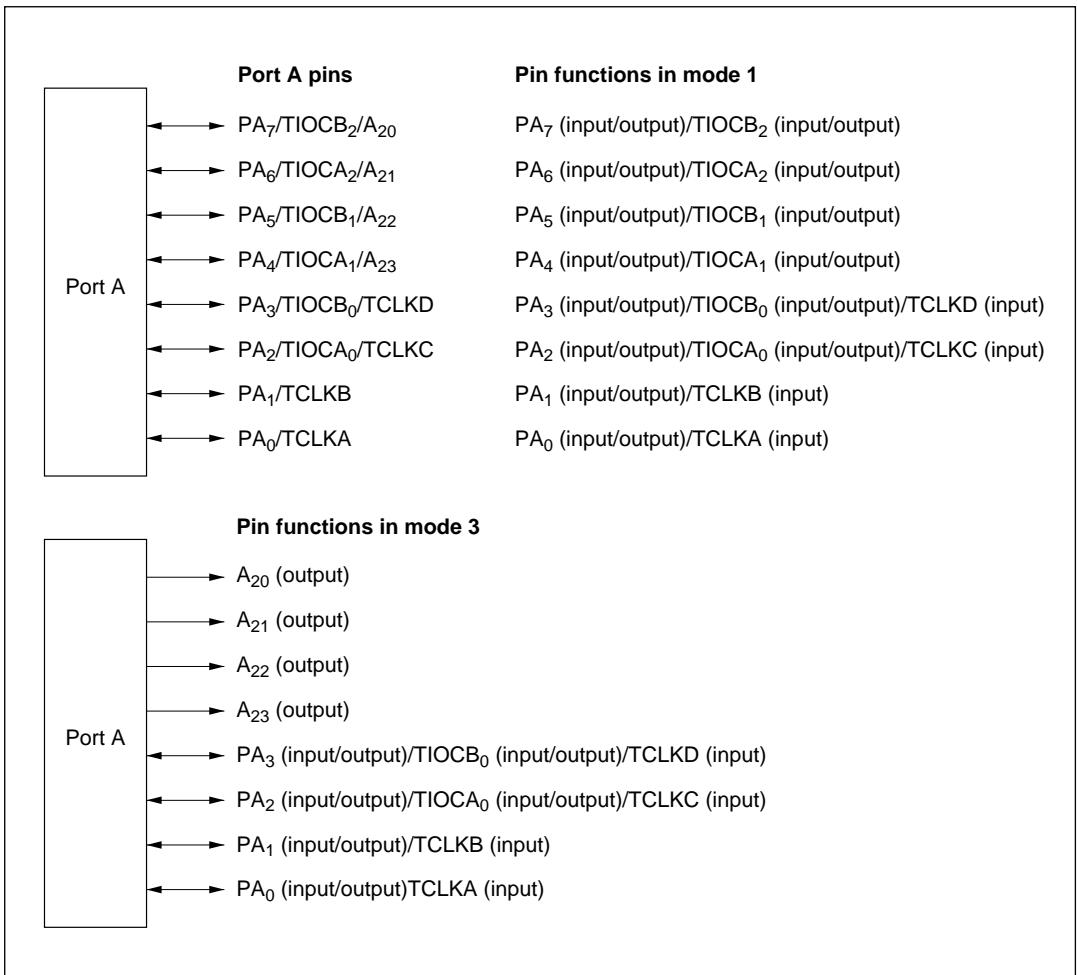 Port A pins Pin functions in mode 1
PA7/TIOCB2/A20 PA7 (input/output)/TIOCB2 (input/output)
PA6/TIOCA2/A21 PA6 (input/output)/TIOCA2 (input/output)
PA5/TIOCB1/A22 PA5 (input/output)/TIOCB1 (input/output)
PA4/TIOCA1/A23 PA4 (input/output)/TIOCA1 (input/output)
Port A
PA3/TIOCB0/TCLKD PA3 (input/output)/TIOCB0 (input/output)/TCLKD (input)
PA2/TIOCA0/TCLKC PA2 (input/output)/TIOCA0 (input/output)/TCLKC (input)
PA1/TCLKB PA1 (input/output)/TCLKB (input)
PA0/TCLKA PA0 (input/output)/TCLKA (input)
Pin functions in mode 3
A20 (output)
A21 (output)
A22 (output)
A23 (output)
Port A
PA3 (input/output)/TIOCB0 (input/output)/TCLKD (input)
PA2 (input/output)/TIOCA0 (input/output)/TCLKC (input)
PA1 (input/output)/TCLKB (input)
PA0 (input/output)TCLKA (input)